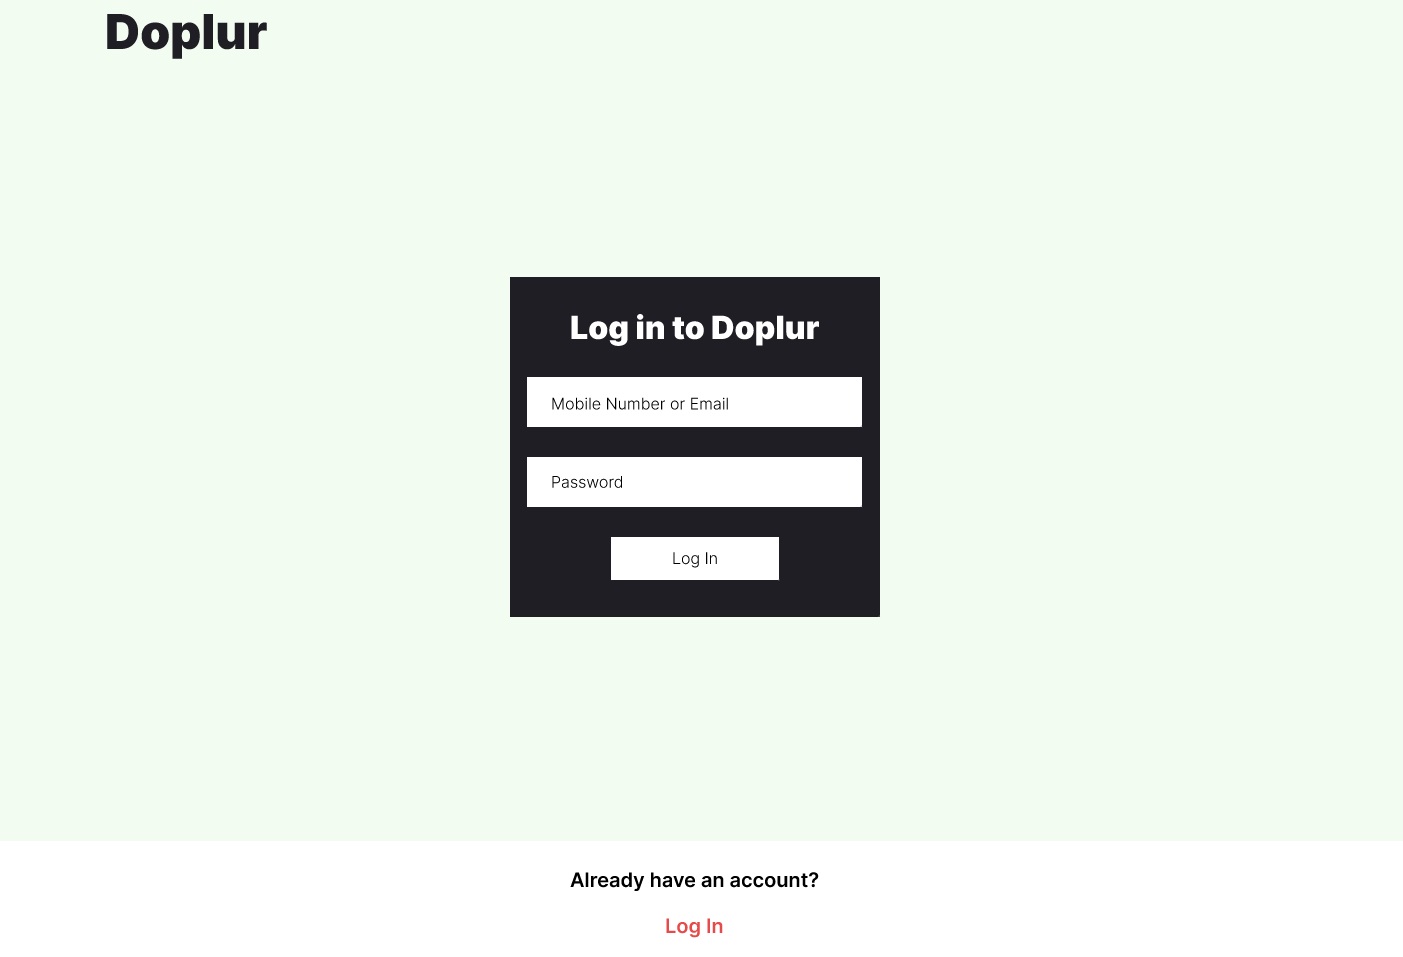 Doplur
Log in to Doplur
Mobile Number or Email
Password
Log In
Already have an account?
Log In